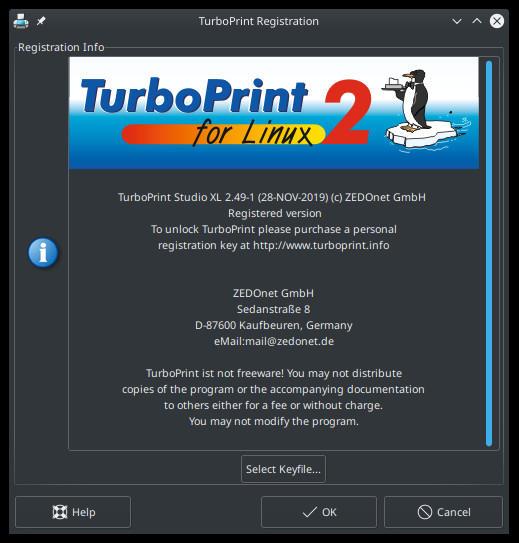 TurboPrint Registration
Registration Info
TurboPrint 2
for Linux
TurboPrint Studio XL 2.49-1 (28-NOV-2019) (c) ZEDOnet GmbH
Registered version
To unlock TurboPrint please purchase a personal
registration key at http://www.turboprint.info
ZEDOnet GmbH
Sedanstraße 8
D-87600 Kaufbeuren, Germany
eMail:mail@zedonet.de
TurboPrint ist not freeware! You may not distribute
copies of the program or the accompanying documentation
to others either for a fee or without charge.
You may not modify the program.
Select Keyfile...
Help
OK
Cancel